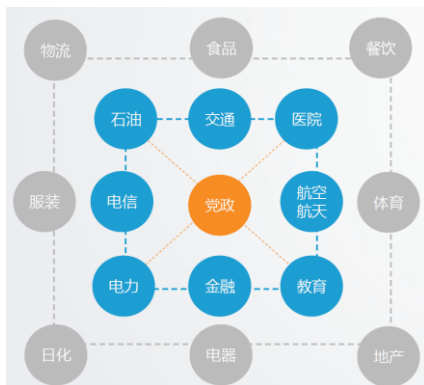 物流
食品
餐饮
石油
交通
医院
服装
电信
党政
航空
航天
体育
电力
金融
教育
日化
电器
地产